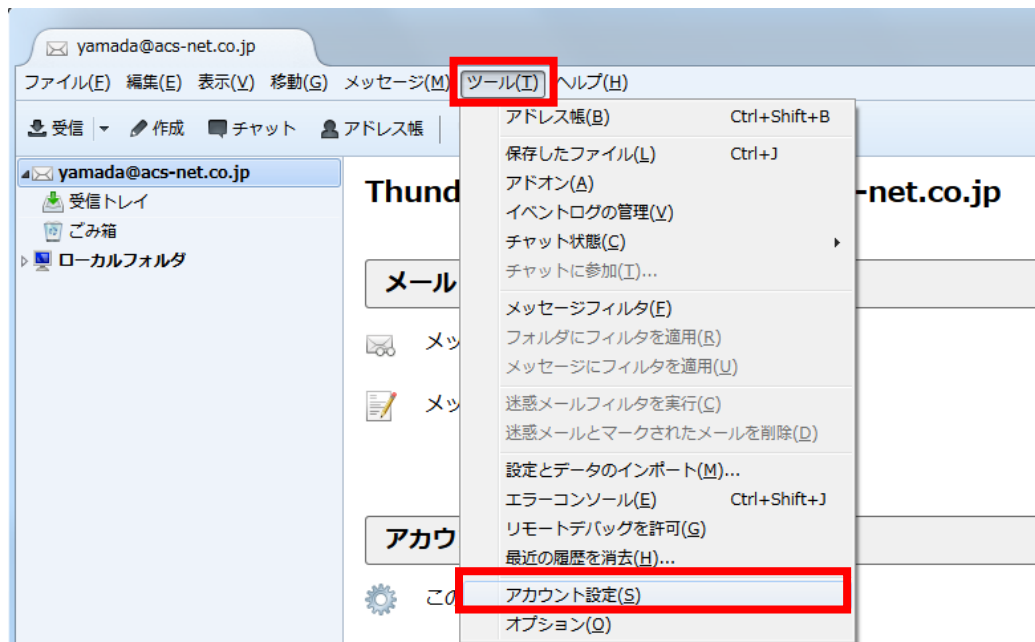 yamada@acs-net.co.jp
ファイル(F) 編集(E) 表示(V) 移動(G) メッセージ(M) ツール(T) ヘルプ(H)
受信 作成 チャット アドレス帳
yamada@acs-net.co.jp
受信トレイ
ごみ箱
ローカルフォルダ
アドレス帳(B) Ctrl+Shift+B
保存したファイル(L) Ctrl+J
アドオン(A)
イベントログの管理(V)
チャット状態(C)
チャットに参加(T)...
メッセージフィルタ(F)
フォルダにフィルタを適用(R)
メッセージにフィルタを適用(U)
迷惑メールフィルタを実行(C)
迷惑メールとマークされたメールを削除(D)
設定とデータのインポート(M)...
エラーコンソール(E) Ctrl+Shift+J
リモートデバッグを許可(G)
最近の履歴を消去(H)...
アカウント設定(S)
オプション(O)
Thund -net.co.jp
メール
メッ
メッ
アカウ
この